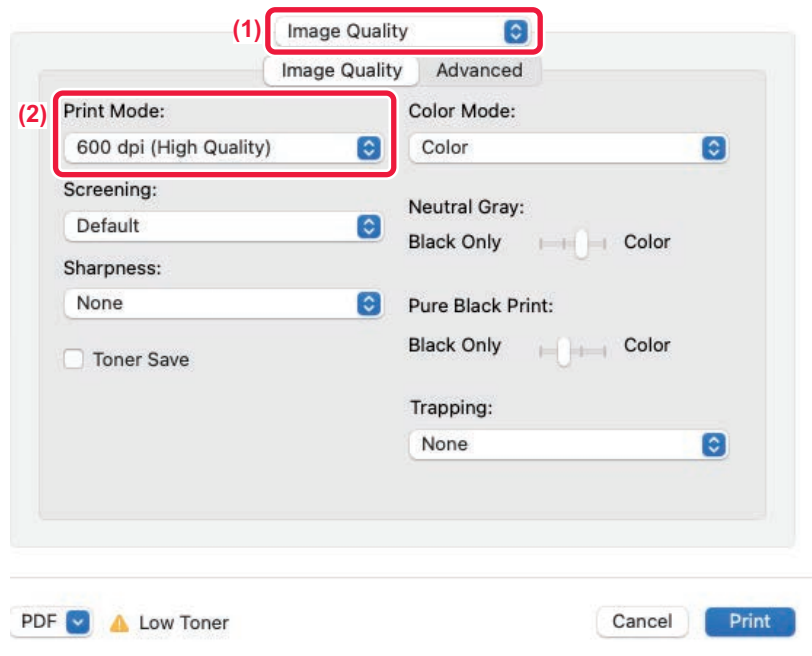 (1) Image Quality
Image Quality Advanced
(2) Print Mode:
600 dpi (High Quality)
Screening:
Default
Sharpness:
None
Toner Save
Color Mode:
Color
Neutral Gray:
Black Only Color
Pure Black Print:
Black Only Color
Trapping:
None
PDF Low Toner Cancel Print